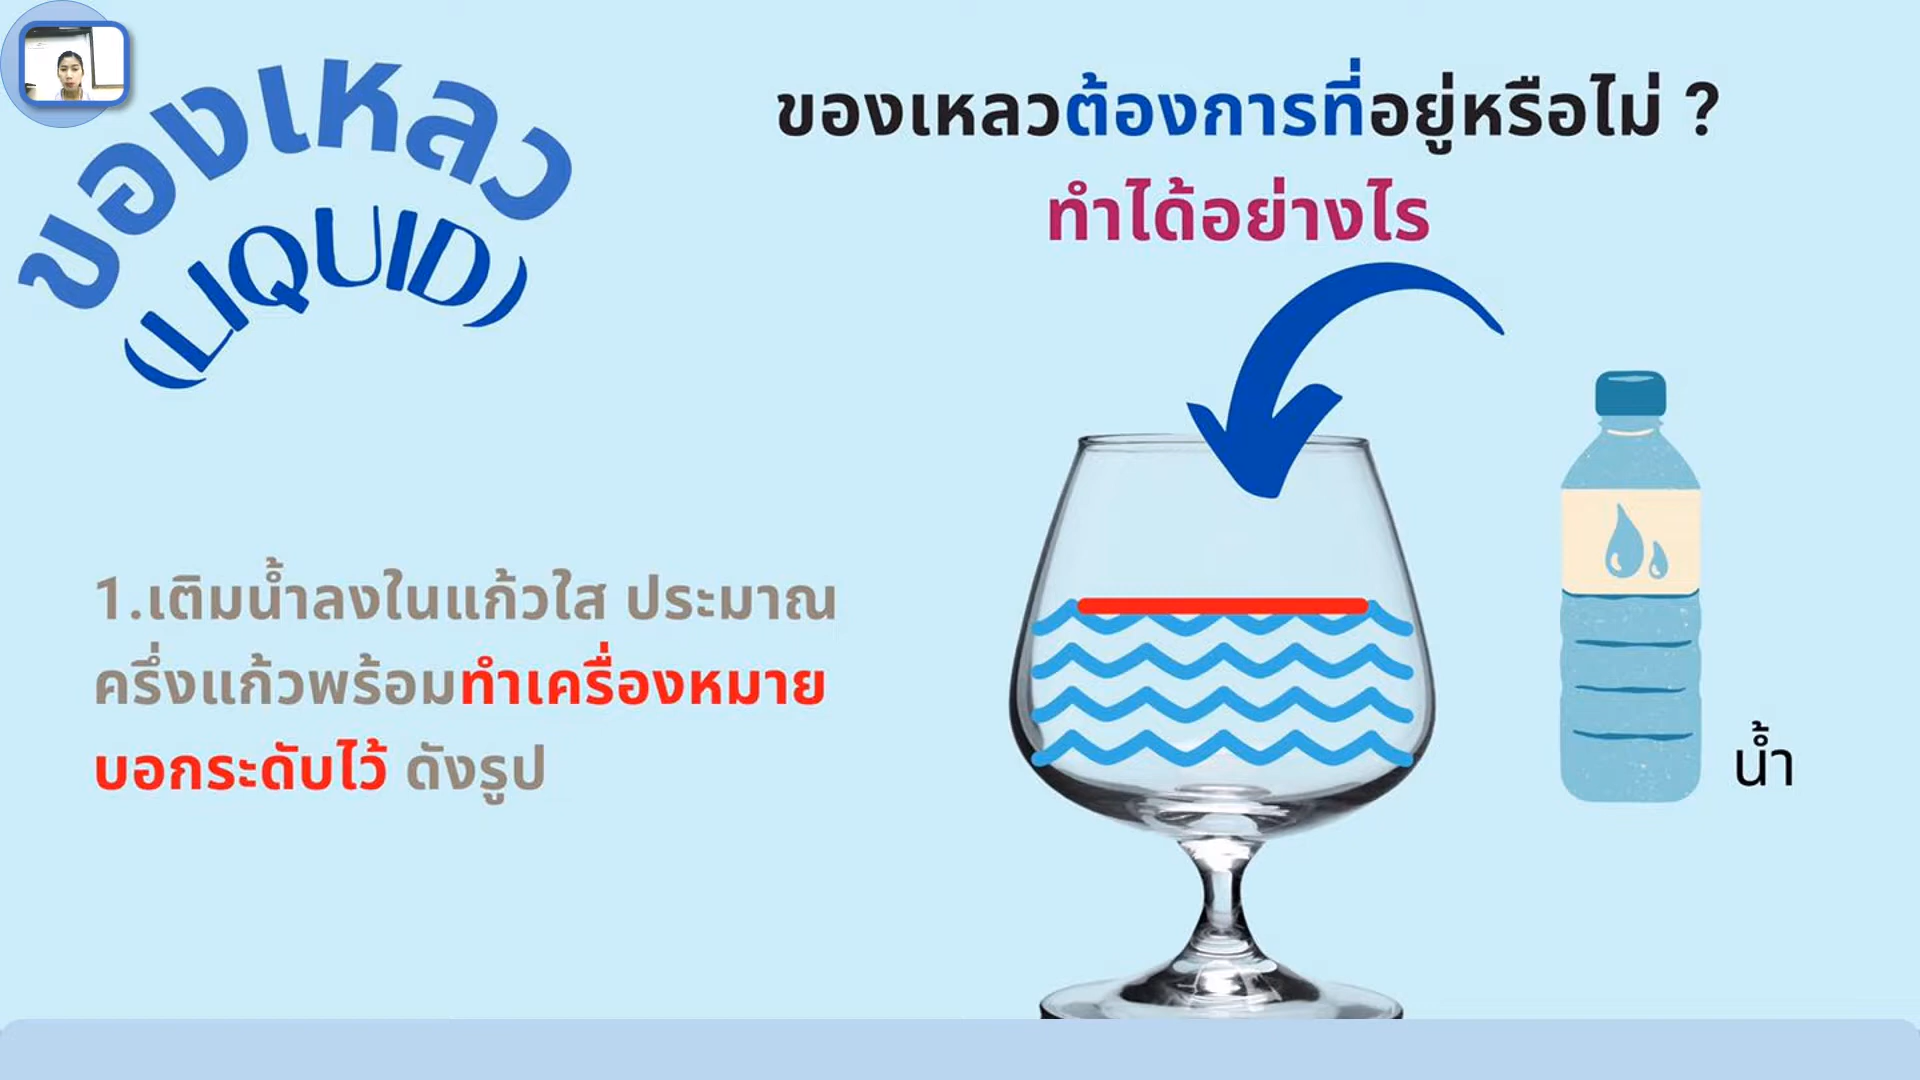 ของเหลว
(LIQUID)
ของเหลวต้องการที่อยู่หรือไม่ ?
ทำได้อย่างไร
1.เติมน้ำลงในแก้วใส ประมาณ
ครึ่งแก้วพร้อมทำเครื่องหมาย
บอกระดับไว้ ดังรูป
น้ำ